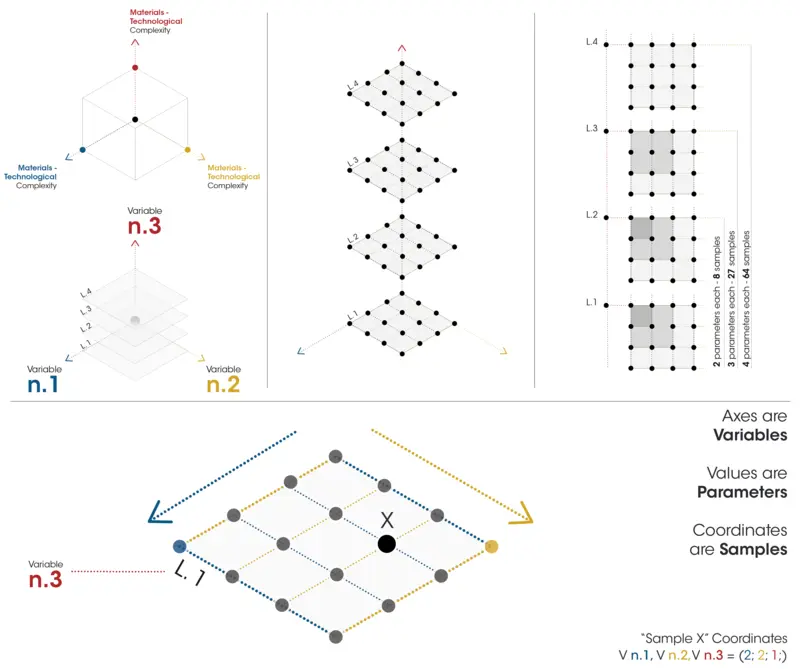 Materials -
Technological
Complexity
Materials -
Technological
Complexity
Materials -
Technological
Complexity
Variable
n.3
L. 4
L. 3
L. 2
L. 1
Variable
n.1
Variable
n.2
L. 4
L. 3
L. 2
L. 1
L.4
L.3
L.2
L.1
2 parameters each - 8 samples
3 parameters each - 27 samples
4 parameters each - 64 samples
Axes are
Variables
Values are
Parameters
Coordinates
are Samples
X
L. 1
Variable
n.3
"Sample X" Coordinates
V n.1, V n.2,V n.3 = (2; 2; 1;)